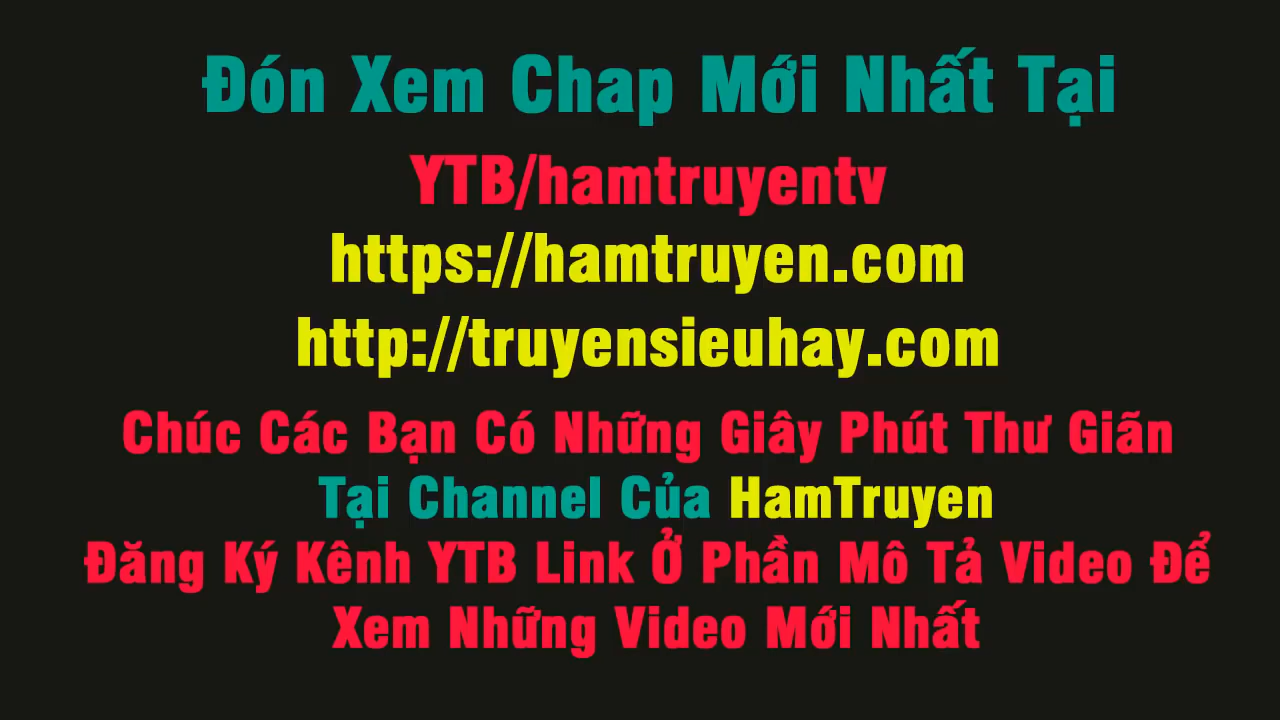 Đón Xem Chap Mới Nhất Tại
YTB/hamtruyentv
https://hamtruyen.com
http://truyensieuhay.com
Chúc Các Bạn Có Những Giây Phút Thư Giãn
Tại Channel Của HamTruyen
Đăng Ký Kênh YTB Link Ở Phần Mô Tả Video Để
Xem Những Video Mới Nhất